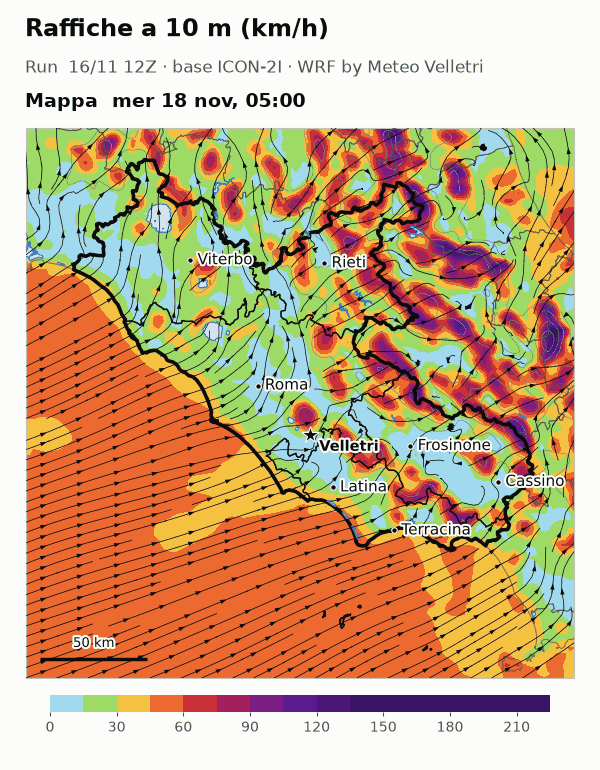 Raffiche a 10 m (km/h)
Run 16/11 12Z · base ICON-2I · WRF by Meteo Velletri
Mappa mer 18 nov, 05:00
Viterbo
Rieti
Roma
Velletri
Frosinone
Cassino
Latina
Terracina
50 km
0 30 60 90 120 150 180 210